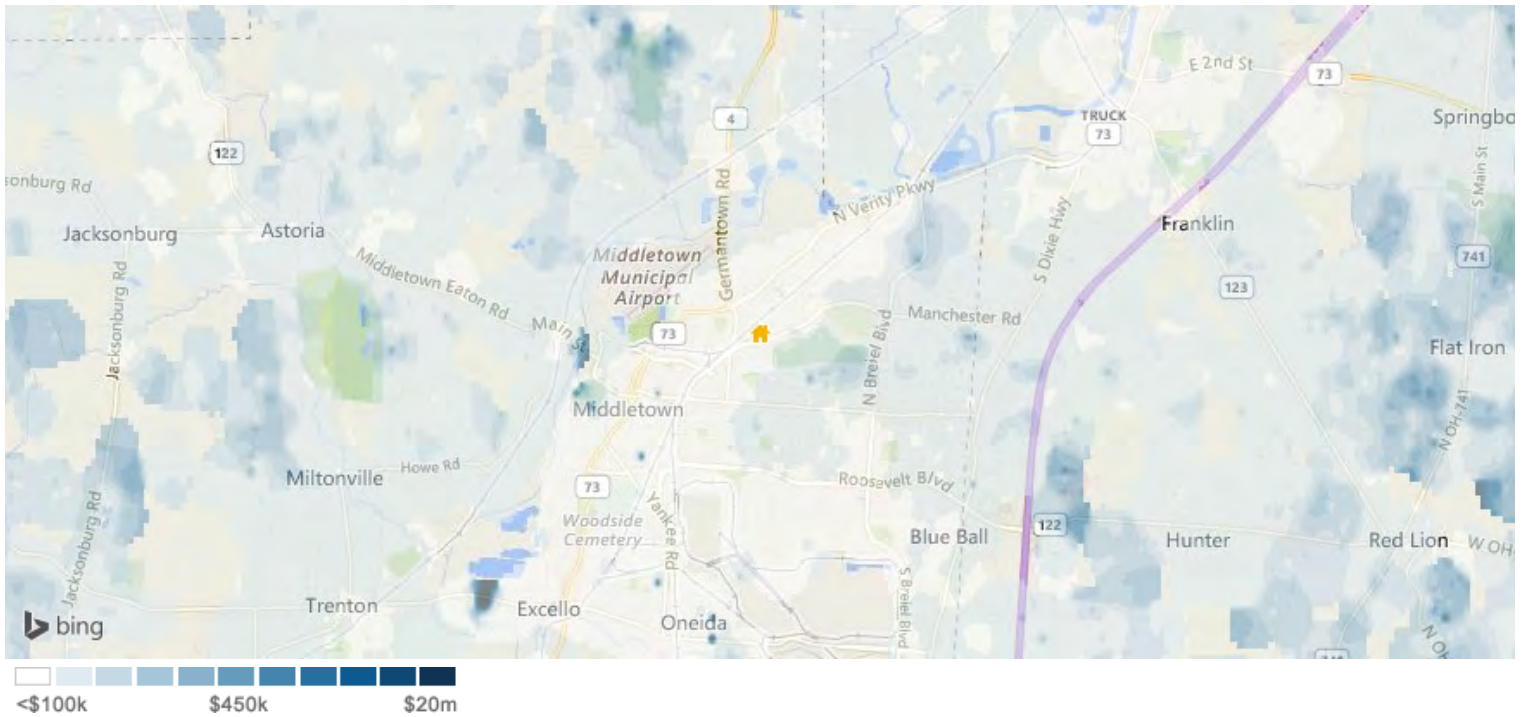 E 2nd St
73
4
TRUCK
73
Springbo
122
sonburg Rd
Germantown Rd
N Verity Pkwy
S Main St
S Dixie Hwy
Jacksonburg
Astoria
Franklin
Middletown
Municipal
Airport
Middletown Eaton Rd
741
123
Jacksonburg Rd
Main St
73
Manchester Rd
N Breiel Blvd
Flat Iron
Middletown
N OH-741
Miltonville
Howe Rd
73
Roosevelt Blvd
Yankee Rd
Woodside
Cemetery
Blue Ball
122
Hunter
Red Lion
W OH-
Jacksonburg Rd
S Breiel Blvd
Trenton
Excello
Oneida
bing
N OH-
<$100k
$450k
$20m